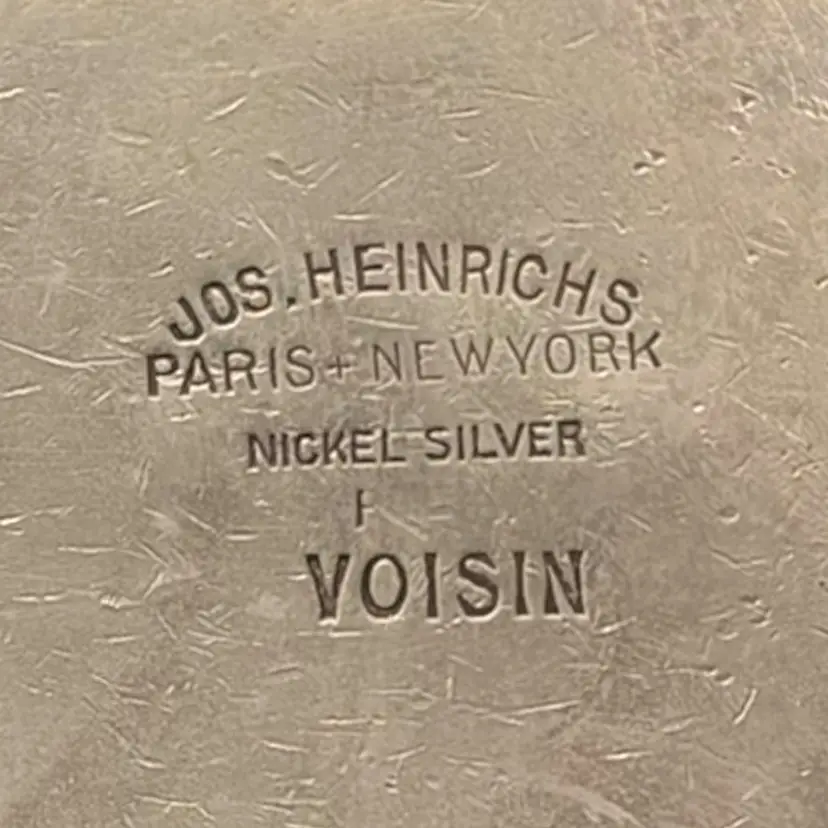 JOS. HEINRICHS
PARIS + NEW YORK
NICKEL SILVER
VOISIN